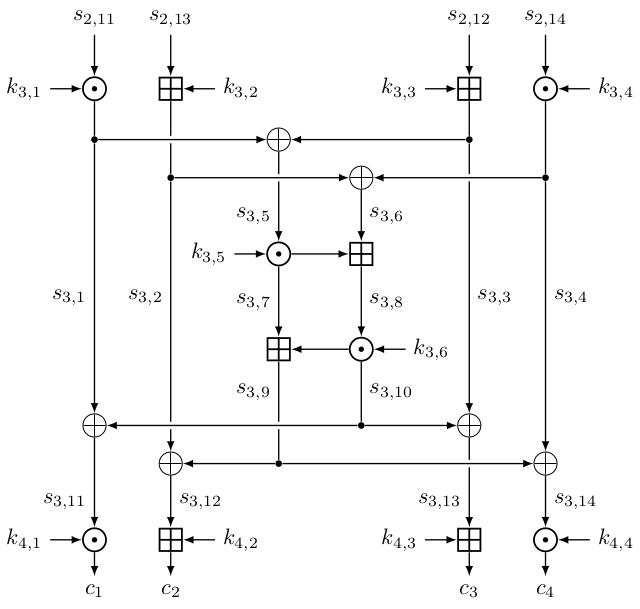 s_{2,11} s_{2,13} s_{2,12} s_{2,14}
k_{3,1} k_{3,2} k_{3,3} k_{3,4}
s_{3,5} s_{3,6}
k_{3,5}
s_{3,1} s_{3,2} s_{3,7} s_{3,8} s_{3,3} s_{3,4}
k_{3,6}
s_{3,9} s_{3,10}
s_{3,11} s_{3,12} s_{3,13} s_{3,14}
k_{4,1} k_{4,2} k_{4,3} k_{4,4}
c_1 c_2 c_3 c_4